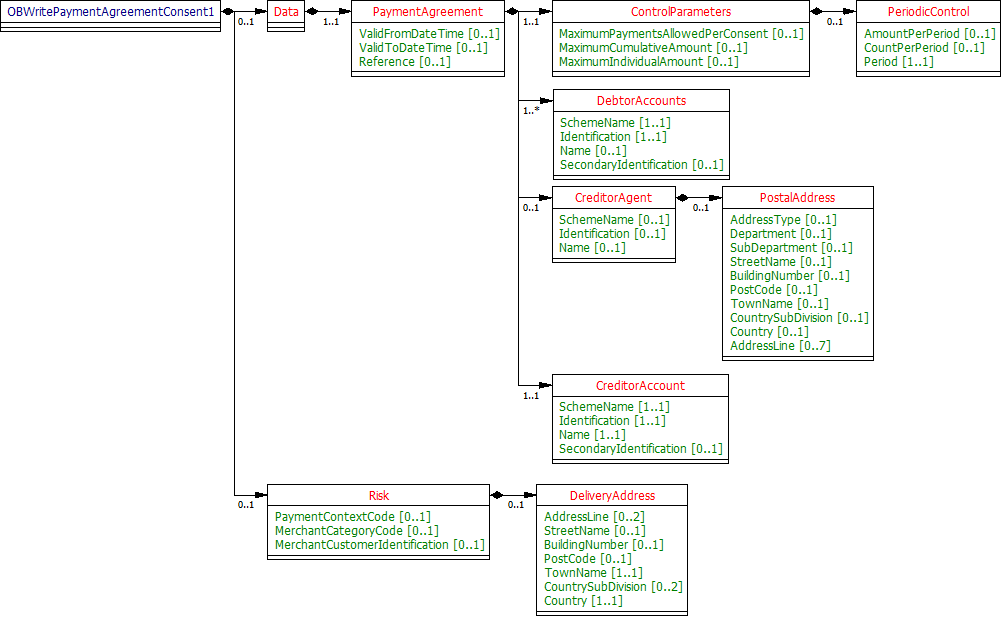 OBWritePaymentAgreementConsent1
0..1
Data
1..1
PaymentAgreement
ValidFromDateTime [0..1]
ValidToDateTime [0..1]
Reference [0..1]
1..1
ControlParameters
MaximumPaymentsAllowedPerConsent [0..1]
MaximumCumulativeAmount [0..1]
MaximumIndividualAmount [0..1]
0..1
PeriodicControl
AmountPerPeriod [0..1]
CountPerPeriod [0..1]
Period [1..1]
1..*
DebtorAccounts
SchemeName [1..1]
Identification [1..1]
Name [0..1]
SecondaryIdentification [0..1]
0..1
CreditorAgent
SchemeName [0..1]
Identification [0..1]
Name [0..1]
0..1
PostalAddress
AddressType [0..1]
Department [0..1]
SubDepartment [0..1]
StreetName [0..1]
BuildingNumber [0..1]
PostCode [0..1]
TownName [0..1]
CountrySubDivision [0..1]
Country [0..1]
AddressLine [0..7]
1..1
CreditorAccount
SchemeName [1..1]
Identification [1..1]
Name [1..1]
SecondaryIdentification [0..1]
0..1
Risk
PaymentContextCode [0..1]
MerchantCategoryCode [0..1]
MerchantCustomerIdentification [0..1]
0..1
DeliveryAddress
AddressLine [0..2]
StreetName [0..1]
BuildingNumber [0..1]
PostCode [0..1]
TownName [1..1]
CountrySubDivision [0..2]
Country [1..1]